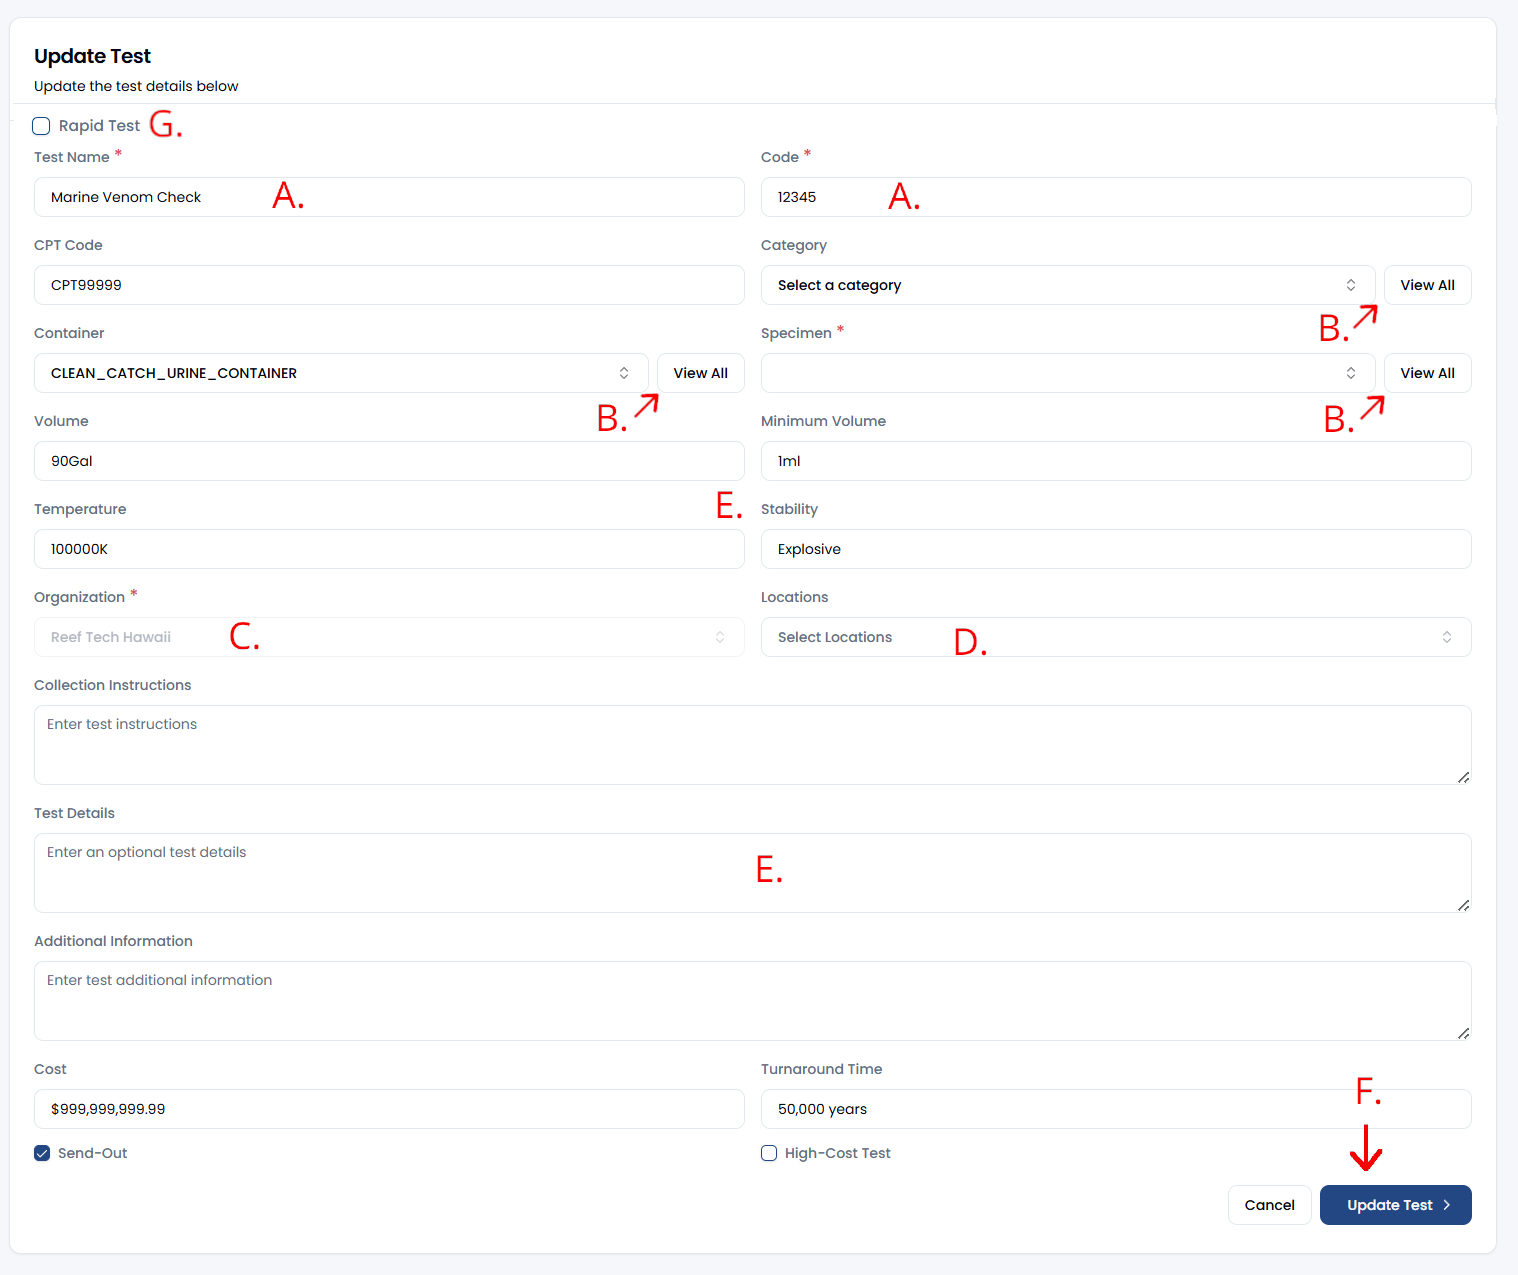 Update Test
Update the test details below
Rapid Test G.
Test Name * Code *
Marine Venom Check A. 12345 A.
CPT Code Category
CPT99999 Select a category View All
B.
Container Specimen *
CLEAN_CATCH_URINE_CONTAINER View All View All
B. B.
Volume Minimum Volume
90Gal 1ml
E.
Temperature Stability
100000K Explosive
Organization * Locations
Reef Tech Hawaii C. Select Locations D.
Collection Instructions
Enter test instructions
Test Details
Enter an optional test details
E.
Additional Information
Enter test additional information
Cost Turnaround Time
F.
$999,999,999.99 50,000 years
Send-Out High-Cost Test
Cancel Update Test